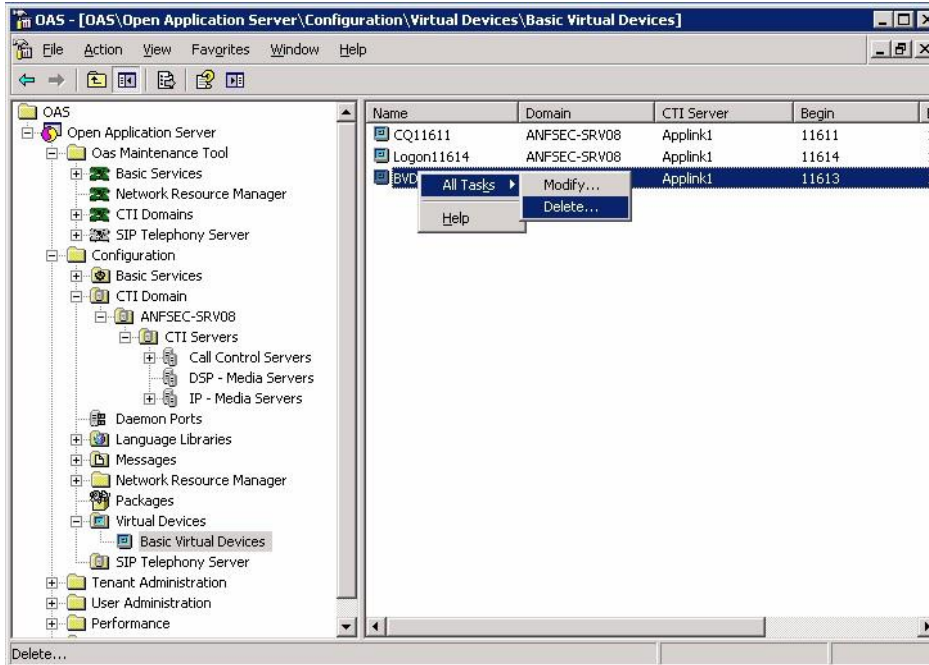 OAS - [OAS\Open Application Server\Configuration\Virtual Devices\Basic Virtual Devices]
File Action View Favorites Window Help
OAS
Open Application Server
Oas Maintenance Tool
Basic Services
Network Resource Manager
CTI Domains
SIP Telephony Server
Configuration
Basic Services
CTI Domain
ANFSEC-SRV08
CTI Servers
Call Control Servers
DSP - Media Servers
IP - Media Servers
Daemon Ports
Language Libraries
Messages
Network Resource Manager
Packages
Virtual Devices
Basic Virtual Devices
SIP Telephony Server
Tenant Administration
User Administration
Performance
Name Domain CTI Server Begin
CQ11611 ANFSEC-SRV08 Applink1 11611
Logon11614 ANFSEC-SRV08 Applink1 11614
BVD Applink1 11613
All Tasks
Help
Modify...
Delete...
Delete...